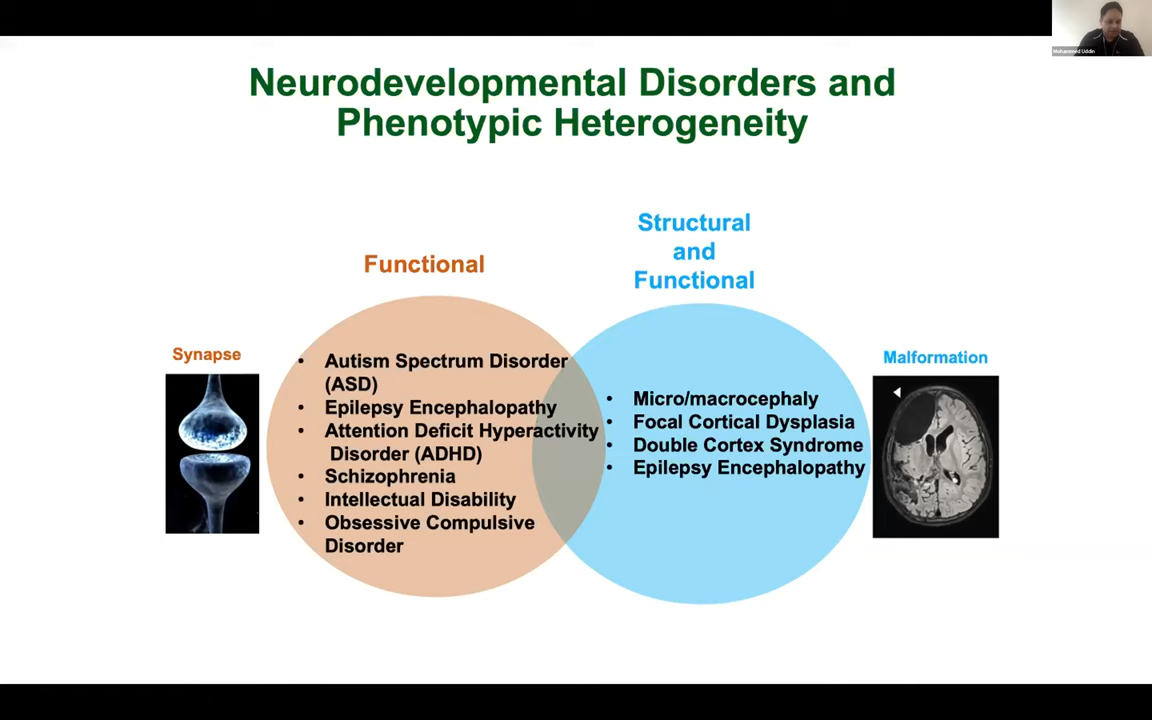 Mohammed Uddin
Neurodevelopmental Disorders and
Phenotypic Heterogeneity
Functional
Structural
and
Functional
Synapse
• Autism Spectrum Disorder
(ASD)
• Epilepsy Encephalopathy
• Attention Deficit Hyperactivity
Disorder (ADHD)
• Schizophrenia
• Intellectual Disability
• Obsessive Compulsive
Disorder
• Micro/macrocephaly
• Focal Cortical Dysplasia
• Double Cortex Syndrome
• Epilepsy Encephalopathy
Malformation